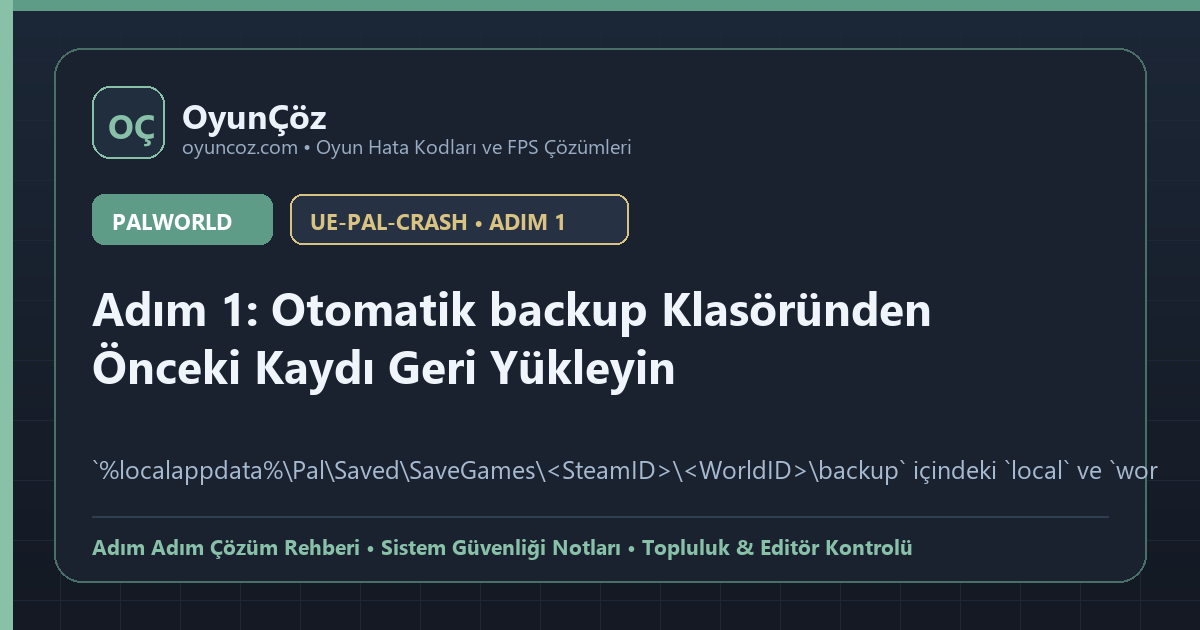 OÇ
OyunÇöz
oyuncoz.com • Oyun Hata Kodları ve FPS Çözümleri
PALWORLD
UE-PAL-CRASH • ADIM 1
Adım 1: Otomatik backup Klasöründen
Önceki Kaydı Geri Yükleyin
`%localappdata%\Pal\Saved\SaveGames\<SteamID>\<WorldID>\backup` içindeki `local` ve `wor
Adım Adım Çözüm Rehberi • Sistem Güvenliği Notları • Topluluk & Editör Kontrolü